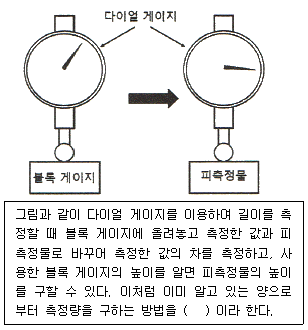 다이얼 게이지
블록 게이지
피측정물
그림과 같이 다이얼 게이지를 이용하여 길이를 측
정할 때 블록 게이지에 올려놓고 측정한 값과 피
측정물로 바꾸어 측정한 값의 차를 측정하고, 사
용한 블록 게이지의 높이를 알면 피측정물의 높이
를 구할 수 있다. 이처럼 이미 알고 있는 양으로
부터 측정량을 구하는 방법을 (   ) 이라 한다.